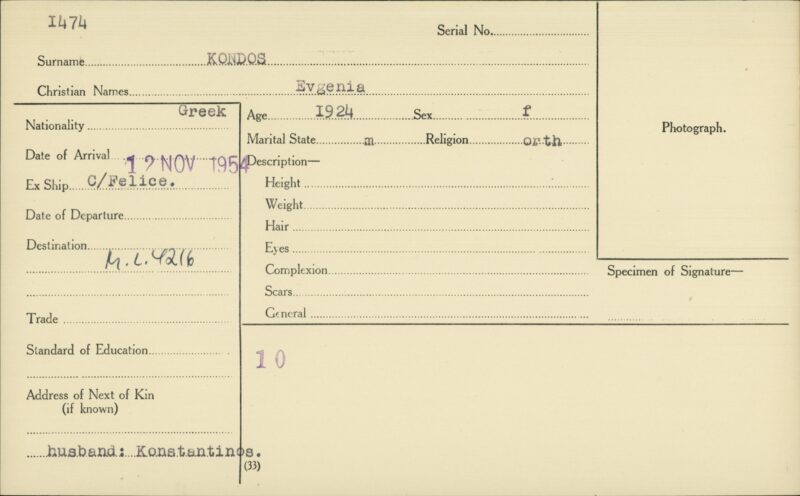 1474
Serial No.
Surname KONDOS
Christian Names Evgenia
Nationality Greek
Date of Arrival 12 NOV 1954
Ex Ship C/Felice.
Date of Departure
Destination
M.L. 4216
Trade
Standard of Education
Address of Next of Kin
(if known)
husband: Konstantinos.
Age 1924 Sex f
Marital State m Religion orth
Description—
Height
Weight
Hair
Eyes
Complexion
Scars
General
10
(33)
Photograph.
Specimen of Signature—